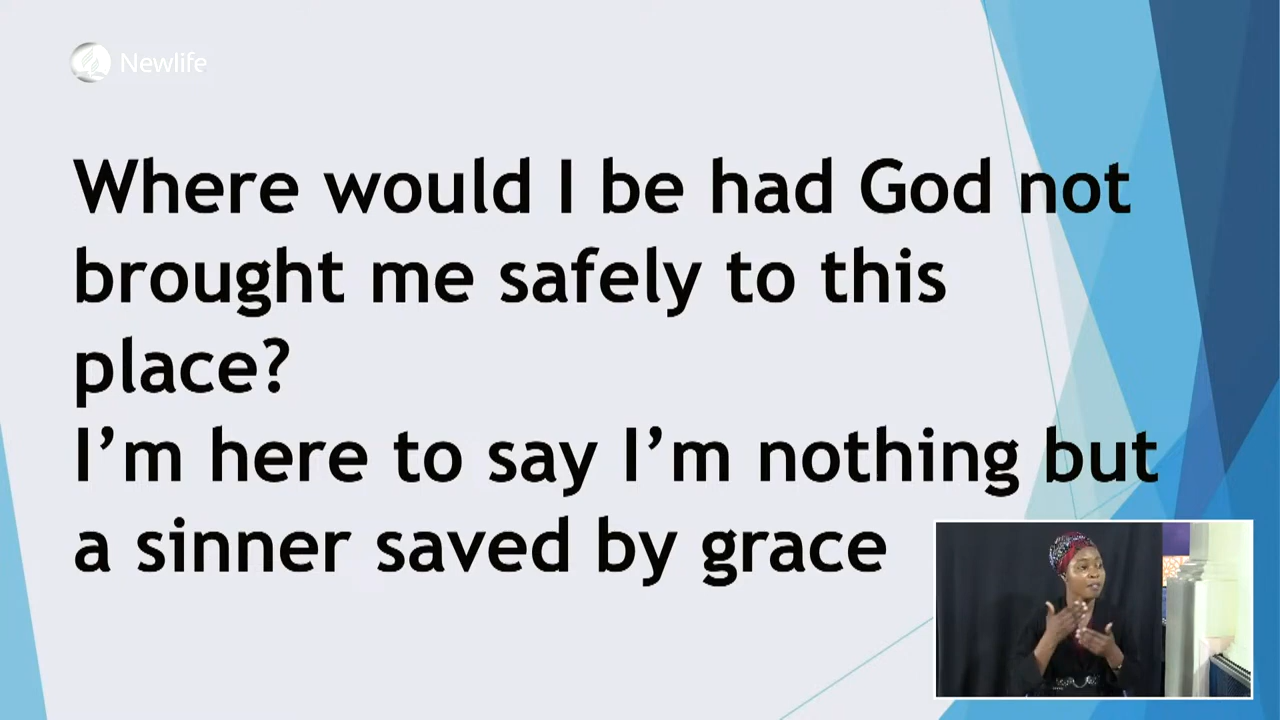 Newlife
Where would I be had God not
brought me safely to this
place?
I’m here to say I’m nothing but
a sinner saved by grace